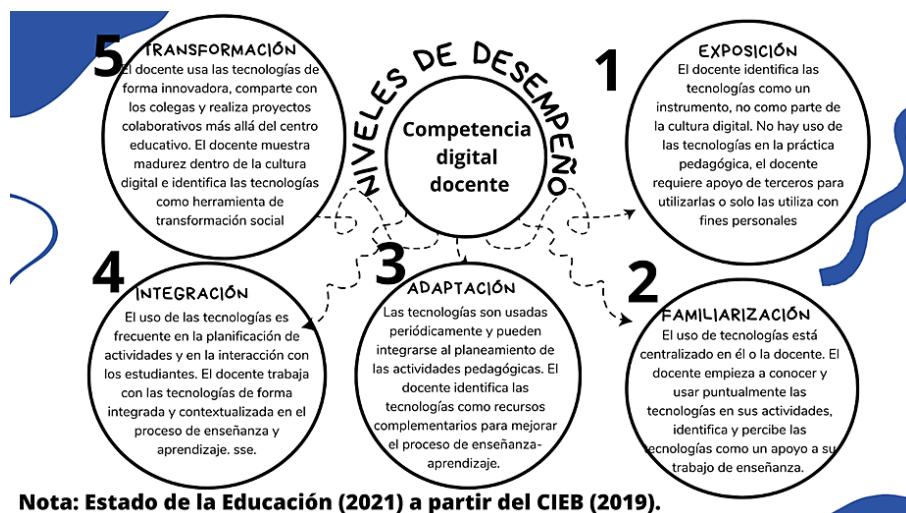 NIVELES DE DESEMPEÑO
Competencia
digital
docente
1
EXPOSICIÓN
El docente identifica las
tecnologías como un
instrumento, no como parte de
la cultura digital. No hay uso de
las tecnologías en la práctica
pedagógica, el docente
requiere apoyo de terceros para
utilizarlas o solo las utiliza con
fines personales
2
FAMILIARIZACIÓN
El uso de tecnologías está
centralizado en él o la docente. El
docente empieza a conocer y
usar puntualmente las
tecnologías en sus actividades,
identifica y percibe las
tecnologías como un apoyo a su
trabajo de enseñanza.
3
ADAPTACIÓN
Las tecnologías son usadas
periódicamente y pueden
integrarse al planeamiento de
las actividades pedagógicas. El
docente identifica las
tecnologías como recursos
complementarios para mejorar
el proceso de enseñanza-
aprendizaje.
4
INTEGRACIÓN
El uso de las tecnologías es
frecuente en la planificación de
actividades y en la interacción con
los estudiantes. El docente trabaja
con las tecnologías de forma
integrada y contextualizada en el
proceso de enseñanza y
aprendizaje. sse.
5
TRANSFORMACIÓN
El docente usa las tecnologías de
forma innovadora, comparte con
los colegas y realiza proyectos
colaborativos más allá del centro
educativo. El docente muestra
madurez dentro de la cultura
digital e identifica las tecnologías
como herramienta de
transformación social
Nota: Estado de la Educación (2021) a partir del CIEB (2019).